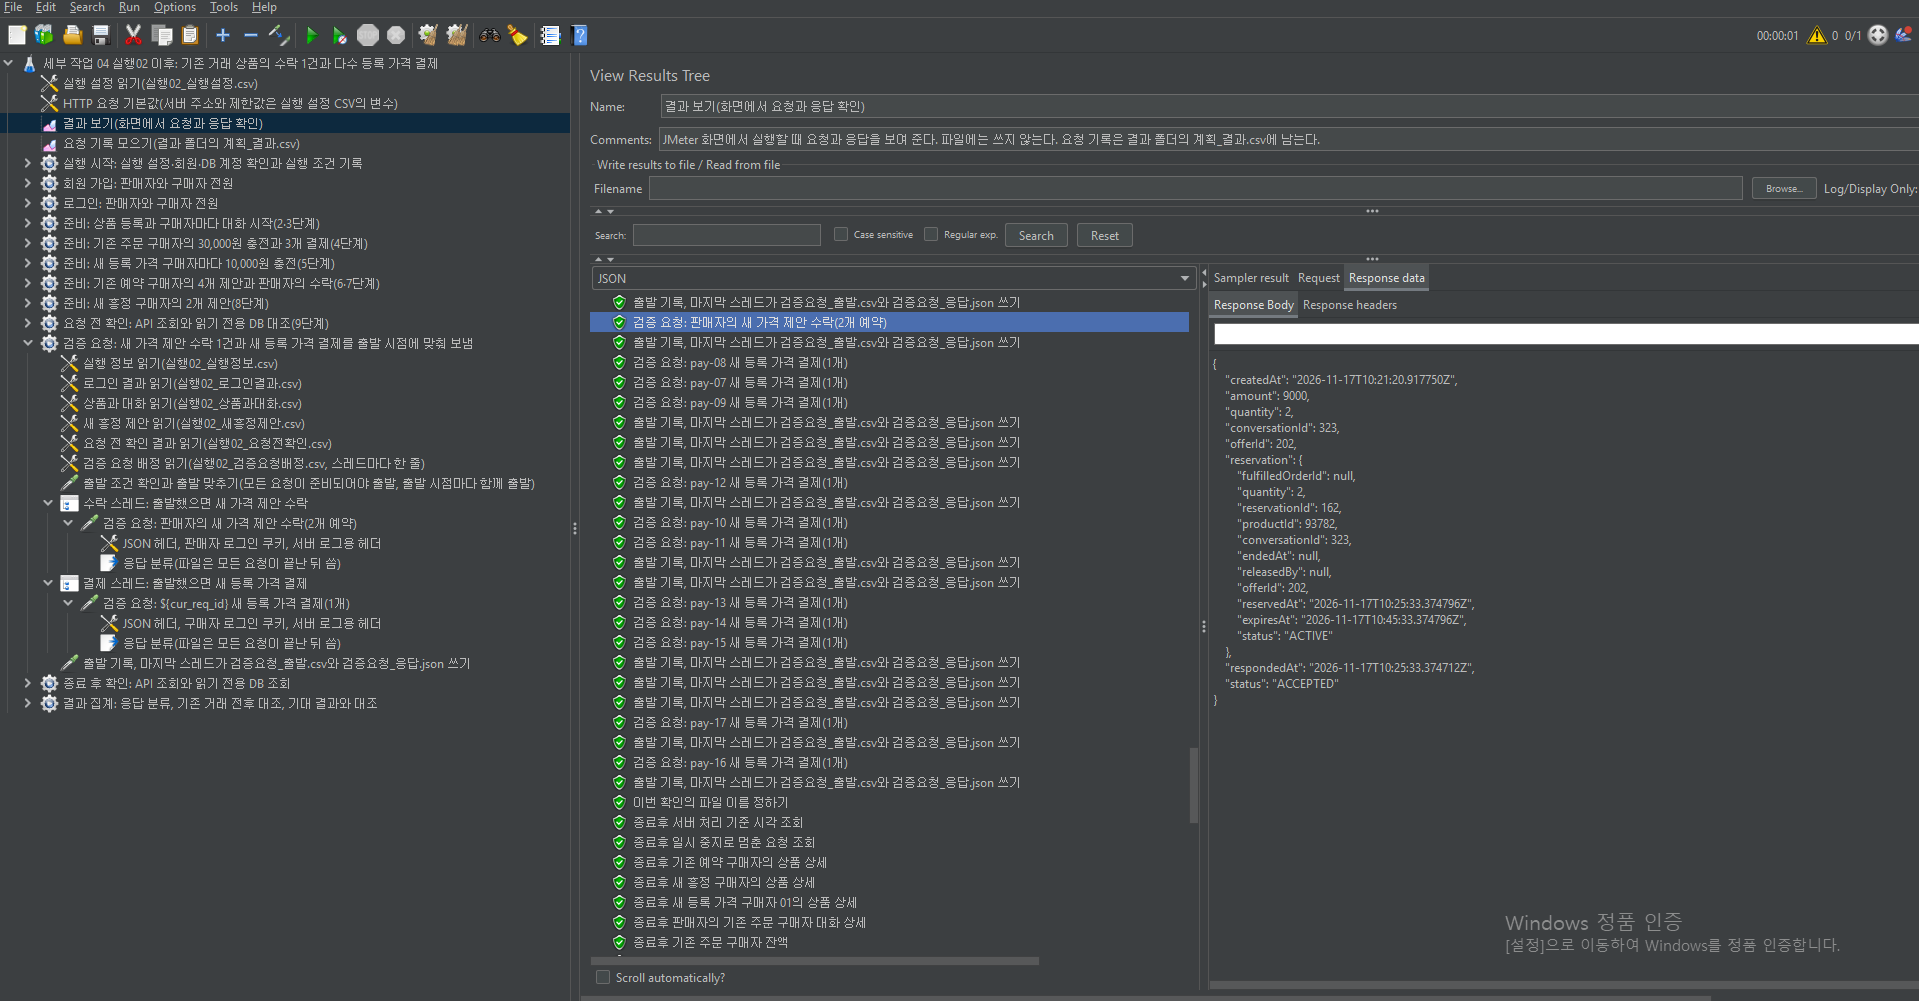 File Edit Search Run Options Tools Help
00:00:01 0 0/1
세부 작업 04 실행02 이후: 기존 거래 상품의 수락 1건과 다수 등록 가격 결제
실행 설정 읽기(실행02_실행설정.csv)
HTTP 요청 기본값(서버 주소와 제한값은 실행 설정 CSV의 변수)
결과 보기(화면에서 요청과 응답 확인)
요청 기록 모으기(결과 폴더의 계획_결과.csv)
실행 시작: 실행 설정·회원·DB 계정 확인과 실행 조건 기록
회원 가입: 판매자와 구매자 전원
로그인: 판매자와 구매자 전원
준비: 상품 등록과 구매자마다 대화 시작(2·3단계)
준비: 기존 주문 구매자의 30,000원 충전과 3개 결제(4단계)
준비: 새 등록 가격 구매자마다 10,000원 충전(5단계)
준비: 기존 예약 구매자의 4개 제안과 판매자의 수락(6·7단계)
준비: 새 흥정 구매자의 2개 제안(8단계)
요청 전 확인: API 조회와 읽기 전용 DB 대조(9단계)
검증 요청: 새 가격 제안 수락 1건과 새 등록 가격 결제를 출발 시점에 맞춰 보냄
실행 정보 읽기(실행02_실행정보.csv)
로그인 결과 읽기(실행02_로그인결과.csv)
상품과 대화 읽기(실행02_상품과대화.csv)
새 흥정 제안 읽기(실행02_새흥정제안.csv)
요청 전 확인 결과 읽기(실행02_요청전확인.csv)
검증 요청 배정 읽기(실행02_검증요청배정.csv, 스레드마다 한 줄)
출발 조건 확인과 출발 맞추기(모든 요청이 준비되어야 출발, 출발 시점마다 함께 출발)
수락 스레드: 출발했으면 새 가격 제안 수락
검증 요청: 판매자의 새 가격 제안 수락(2개 예약)
JSON 헤더, 판매자 로그인 쿠키, 서버 로그용 헤더
응답 분류(파일은 모든 요청이 끝난 뒤 씀)
결제 스레드: 출발했으면 새 등록 가격 결제
검증 요청: ${cur_req_id} 새 등록 가격 결제(1개)
JSON 헤더, 구매자 로그인 쿠키, 서버 로그용 헤더
응답 분류(파일은 모든 요청이 끝난 뒤 씀)
출발 기록, 마지막 스레드가 검증요청_출발.csv와 검증요청_응답.json 쓰기
종료 후 확인: API 조회와 읽기 전용 DB 조회
결과 집계: 응답 분류, 기존 거래 전후 대조, 기대 결과와 대조
View Results Tree
Name: 결과 보기(화면에서 요청과 응답 확인)
Comments: JMeter 화면에서 실행할 때 요청과 응답을 보여 준다. 파일에는 쓰지 않는다. 요청 기록은 결과 폴더의 계획_결과.csv에 남는다.
Write results to file / Read from file
Filename Browse... Log/Display Only:
Search: Case sensitive Regular exp. Search Reset
JSON
출발 기록, 마지막 스레드가 검증요청_출발.csv와 검증요청_응답.json 쓰기
검증 요청: 판매자의 새 가격 제안 수락(2개 예약)
출발 기록, 마지막 스레드가 검증요청_출발.csv와 검증요청_응답.json 쓰기
검증 요청: pay-08 새 등록 가격 결제(1개)
검증 요청: pay-07 새 등록 가격 결제(1개)
검증 요청: pay-09 새 등록 가격 결제(1개)
출발 기록, 마지막 스레드가 검증요청_출발.csv와 검증요청_응답.json 쓰기
출발 기록, 마지막 스레드가 검증요청_출발.csv와 검증요청_응답.json 쓰기
출발 기록, 마지막 스레드가 검증요청_출발.csv와 검증요청_응답.json 쓰기
검증 요청: pay-12 새 등록 가격 결제(1개)
출발 기록, 마지막 스레드가 검증요청_출발.csv와 검증요청_응답.json 쓰기
검증 요청: pay-10 새 등록 가격 결제(1개)
검증 요청: pay-11 새 등록 가격 결제(1개)
출발 기록, 마지막 스레드가 검증요청_출발.csv와 검증요청_응답.json 쓰기
출발 기록, 마지막 스레드가 검증요청_출발.csv와 검증요청_응답.json 쓰기
검증 요청: pay-13 새 등록 가격 결제(1개)
검증 요청: pay-14 새 등록 가격 결제(1개)
검증 요청: pay-15 새 등록 가격 결제(1개)
출발 기록, 마지막 스레드가 검증요청_출발.csv와 검증요청_응답.json 쓰기
출발 기록, 마지막 스레드가 검증요청_출발.csv와 검증요청_응답.json 쓰기
출발 기록, 마지막 스레드가 검증요청_출발.csv와 검증요청_응답.json 쓰기
검증 요청: pay-17 새 등록 가격 결제(1개)
출발 기록, 마지막 스레드가 검증요청_출발.csv와 검증요청_응답.json 쓰기
검증 요청: pay-16 새 등록 가격 결제(1개)
출발 기록, 마지막 스레드가 검증요청_출발.csv와 검증요청_응답.json 쓰기
이번 확인의 파일 이름 정하기
종료후 서버 처리 기준 시각 조회
종료후 일시 중지로 멈춘 요청 조회
종료후 기존 예약 구매자의 상품 상세
종료후 새 흥정 구매자의 상품 상세
종료후 새 등록 가격 구매자 01의 상품 상세
종료후 판매자의 기존 주문 구매자 대화 상세
종료후 기존 주문 구매자 잔액
Scroll automatically?
Sampler result Request Response data
Response Body Response headers
{
"createdAt": "2026-11-17T10:21:20.917750Z",
"amount": 9000,
"quantity": 2,
"conversationId": 323,
"offerId": 202,
"reservation": {
"fulfilledOrderId": null,
"quantity": 2,
"reservationId": 162,
"productId": 93782,
"conversationId": 323,
"endedAt": null,
"releasedBy": null,
"offerId": 202,
"reservedAt": "2026-11-17T10:25:33.374796Z",
"expiresAt": "2026-11-17T10:45:33.374796Z",
"status": "ACTIVE"
},
"respondedAt": "2026-11-17T10:25:33.374712Z",
"status": "ACCEPTED"
}
Windows 정품 인증
[설정]으로 이동하여 Windows를 정품 인증합니다.